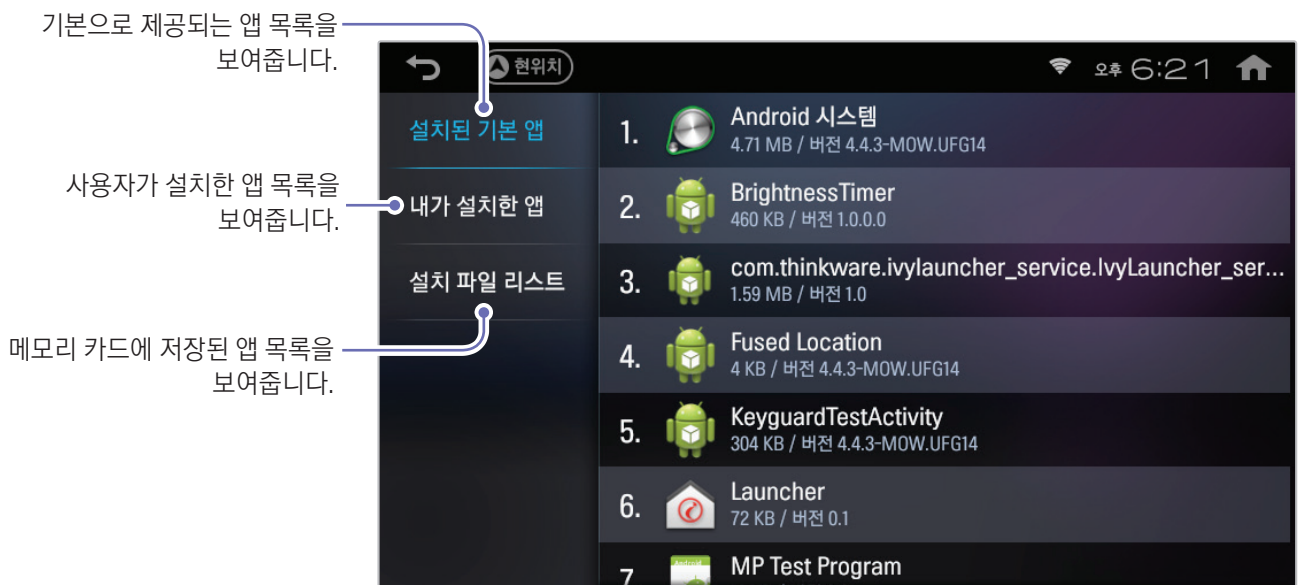 기본으로 제공되는 앱 목록을
보여줍니다.
사용자가 설치한 앱 목록을
보여줍니다.
메모리 카드에 저장된 앱 목록을
보여줍니다.
현위치
오후 6:21
설치된 기본 앱
내가 설치한 앱
설치 파일 리스트
1. Android 시스템
4.71 MB / 버전 4.4.3-MOW.UFG14
2. BrightnessTimer
460 KB / 버전 1.0.0.0
3. com.thinkware.ivylauncher_service.IvyLauncher_ser...
1.59 MB / 버전 1.0
4. Fused Location
4 KB / 버전 4.4.3-MOW.UFG14
5. KeyguardTestActivity
304 KB / 버전 4.4.3-MOW.UFG14
6. Launcher
72 KB / 버전 0.1
7 MP Test Program